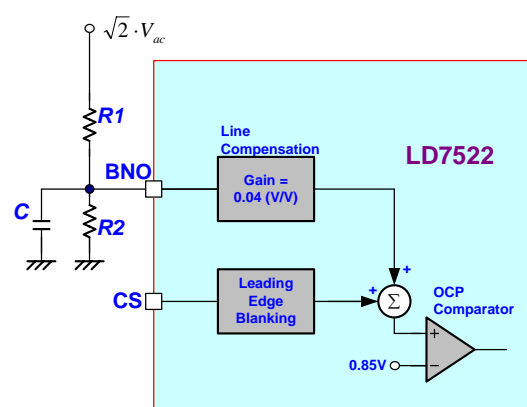 √2 · Vac
R1
Line
Compensation
LD7522
BNO
Gain =
0.04 (V/V)
C
R2
+
CS
Leading
Edge
Blanking
+
Σ
OCP
Comparator
+
0.85V
−